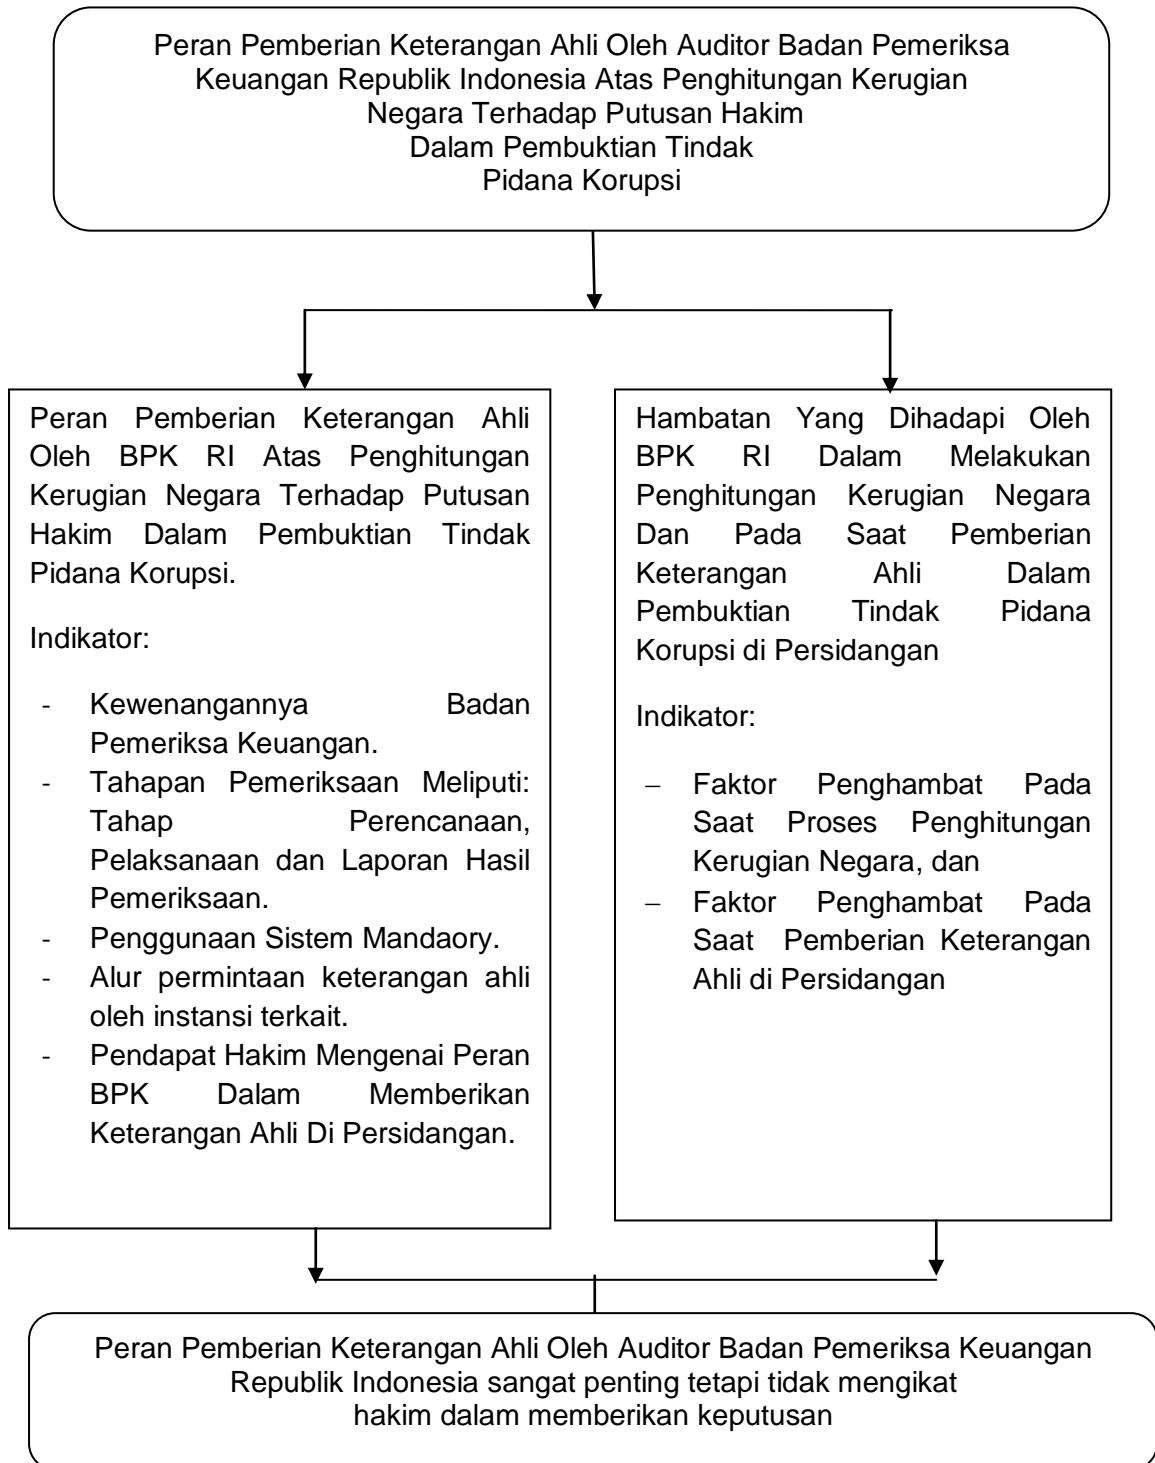 Peran Pemberian Keterangan Ahli Oleh Auditor Badan Pemeriksa
Keuangan Republik Indonesia Atas Penghitungan Kerugian
Negara Terhadap Putusan Hakim
Dalam Pembuktian Tindak
Pidana Korupsi
Peran Pemberian Keterangan Ahli
Oleh BPK RI Atas Penghitungan
Kerugian Negara Terhadap Putusan
Hakim Dalam Pembuktian Tindak
Pidana Korupsi.
Indikator:
- Kewenangannya Badan
Pemeriksa Keuangan.
- Tahapan Pemeriksaan Meliputi:
Tahap Perencanaan,
Pelaksanaan dan Laporan Hasil
Pemeriksaan.
- Penggunaan Sistem Mandaory.
- Alur permintaan keterangan ahli
oleh instansi terkait.
- Pendapat Hakim Mengenai Peran
BPK Dalam Memberikan
Keterangan Ahli Di Persidangan.
Hambatan Yang Dihadapi Oleh
BPK RI Dalam Melakukan
Penghitungan Kerugian Negara
Dan Pada Saat Pemberian
Keterangan Ahli Dalam
Pembuktian Tindak Pidana
Korupsi di Persidangan
Indikator:
– Faktor Penghambat Pada
Saat Proses Penghitungan
Kerugian Negara, dan
– Faktor Penghambat Pada
Saat Pemberian Keterangan
Ahli di Persidangan
Peran Pemberian Keterangan Ahli Oleh Auditor Badan Pemeriksa Keuangan
Republik Indonesia sangat penting tetapi tidak mengikat
hakim dalam memberikan keputusan